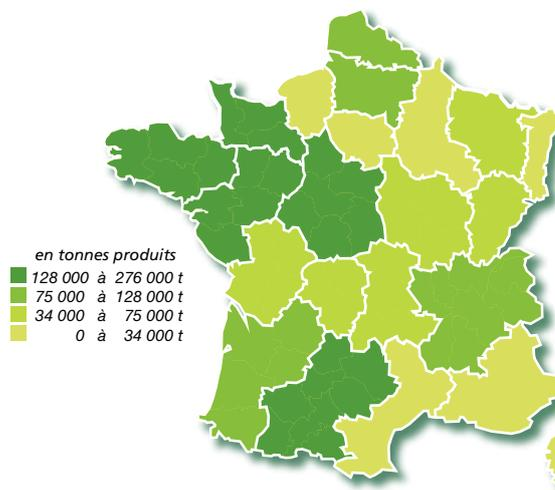 en tonnes produits
128 000 à 276 000 t
75 000 à 128 000 t
34 000 à 75 000 t
0 à 34 000 t